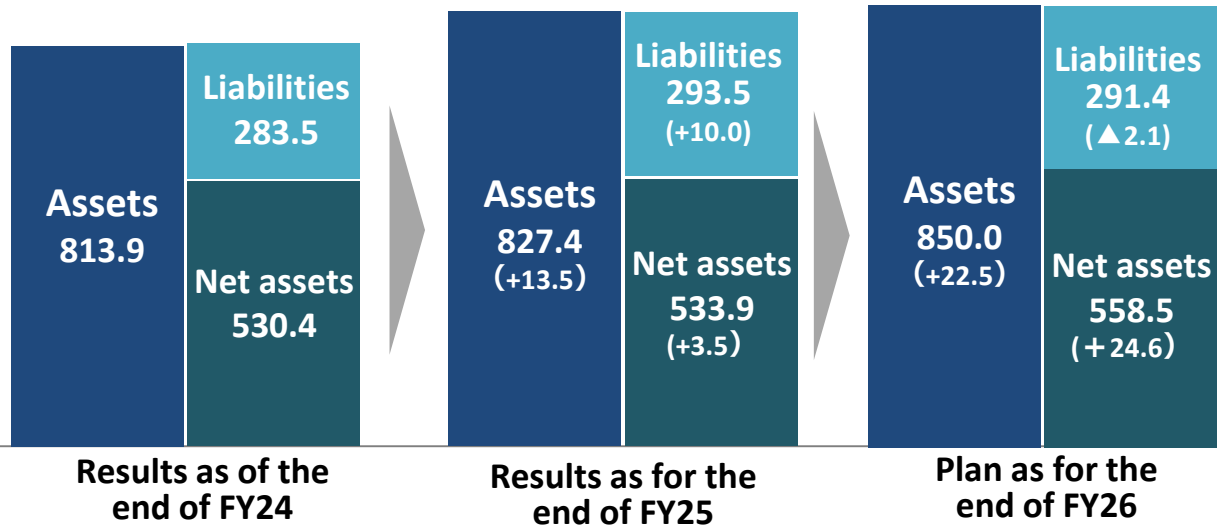 Assets
813.9
Liabilities
283.5
Net assets
530.4
Results as of the
end of FY24
Assets
827.4
(+13.5）
Liabilities
293.5
(+10.0)
Net assets
533.9
(+3.5）
Results as for the
end of FY25
Assets
850.0
（+22.5）
Liabilities
291.4
(▲2.1)
Net assets
558.5
(＋24.6）
Plan as for the
end of FY26